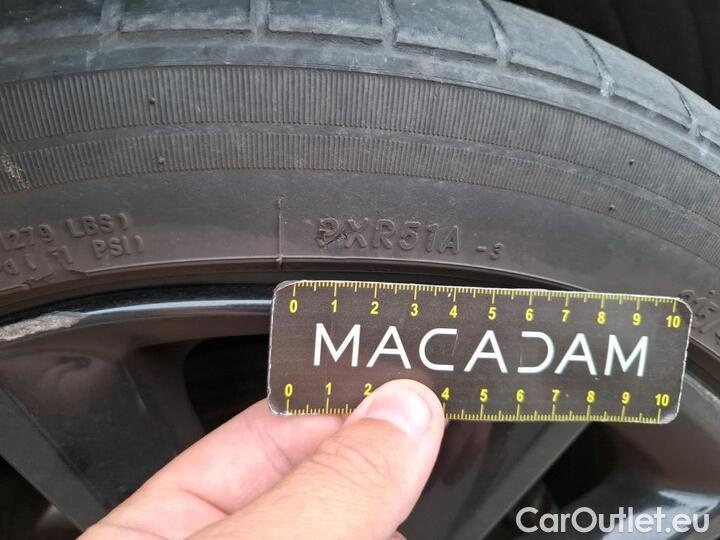 1279 LBS)
( 71 PSI)
PXR51A -3
0 1 2 3 4 5 6 7 8 9 10
MACADAM
0 1 2 4 5 6 7 8 9 10
CarOutlet.eu